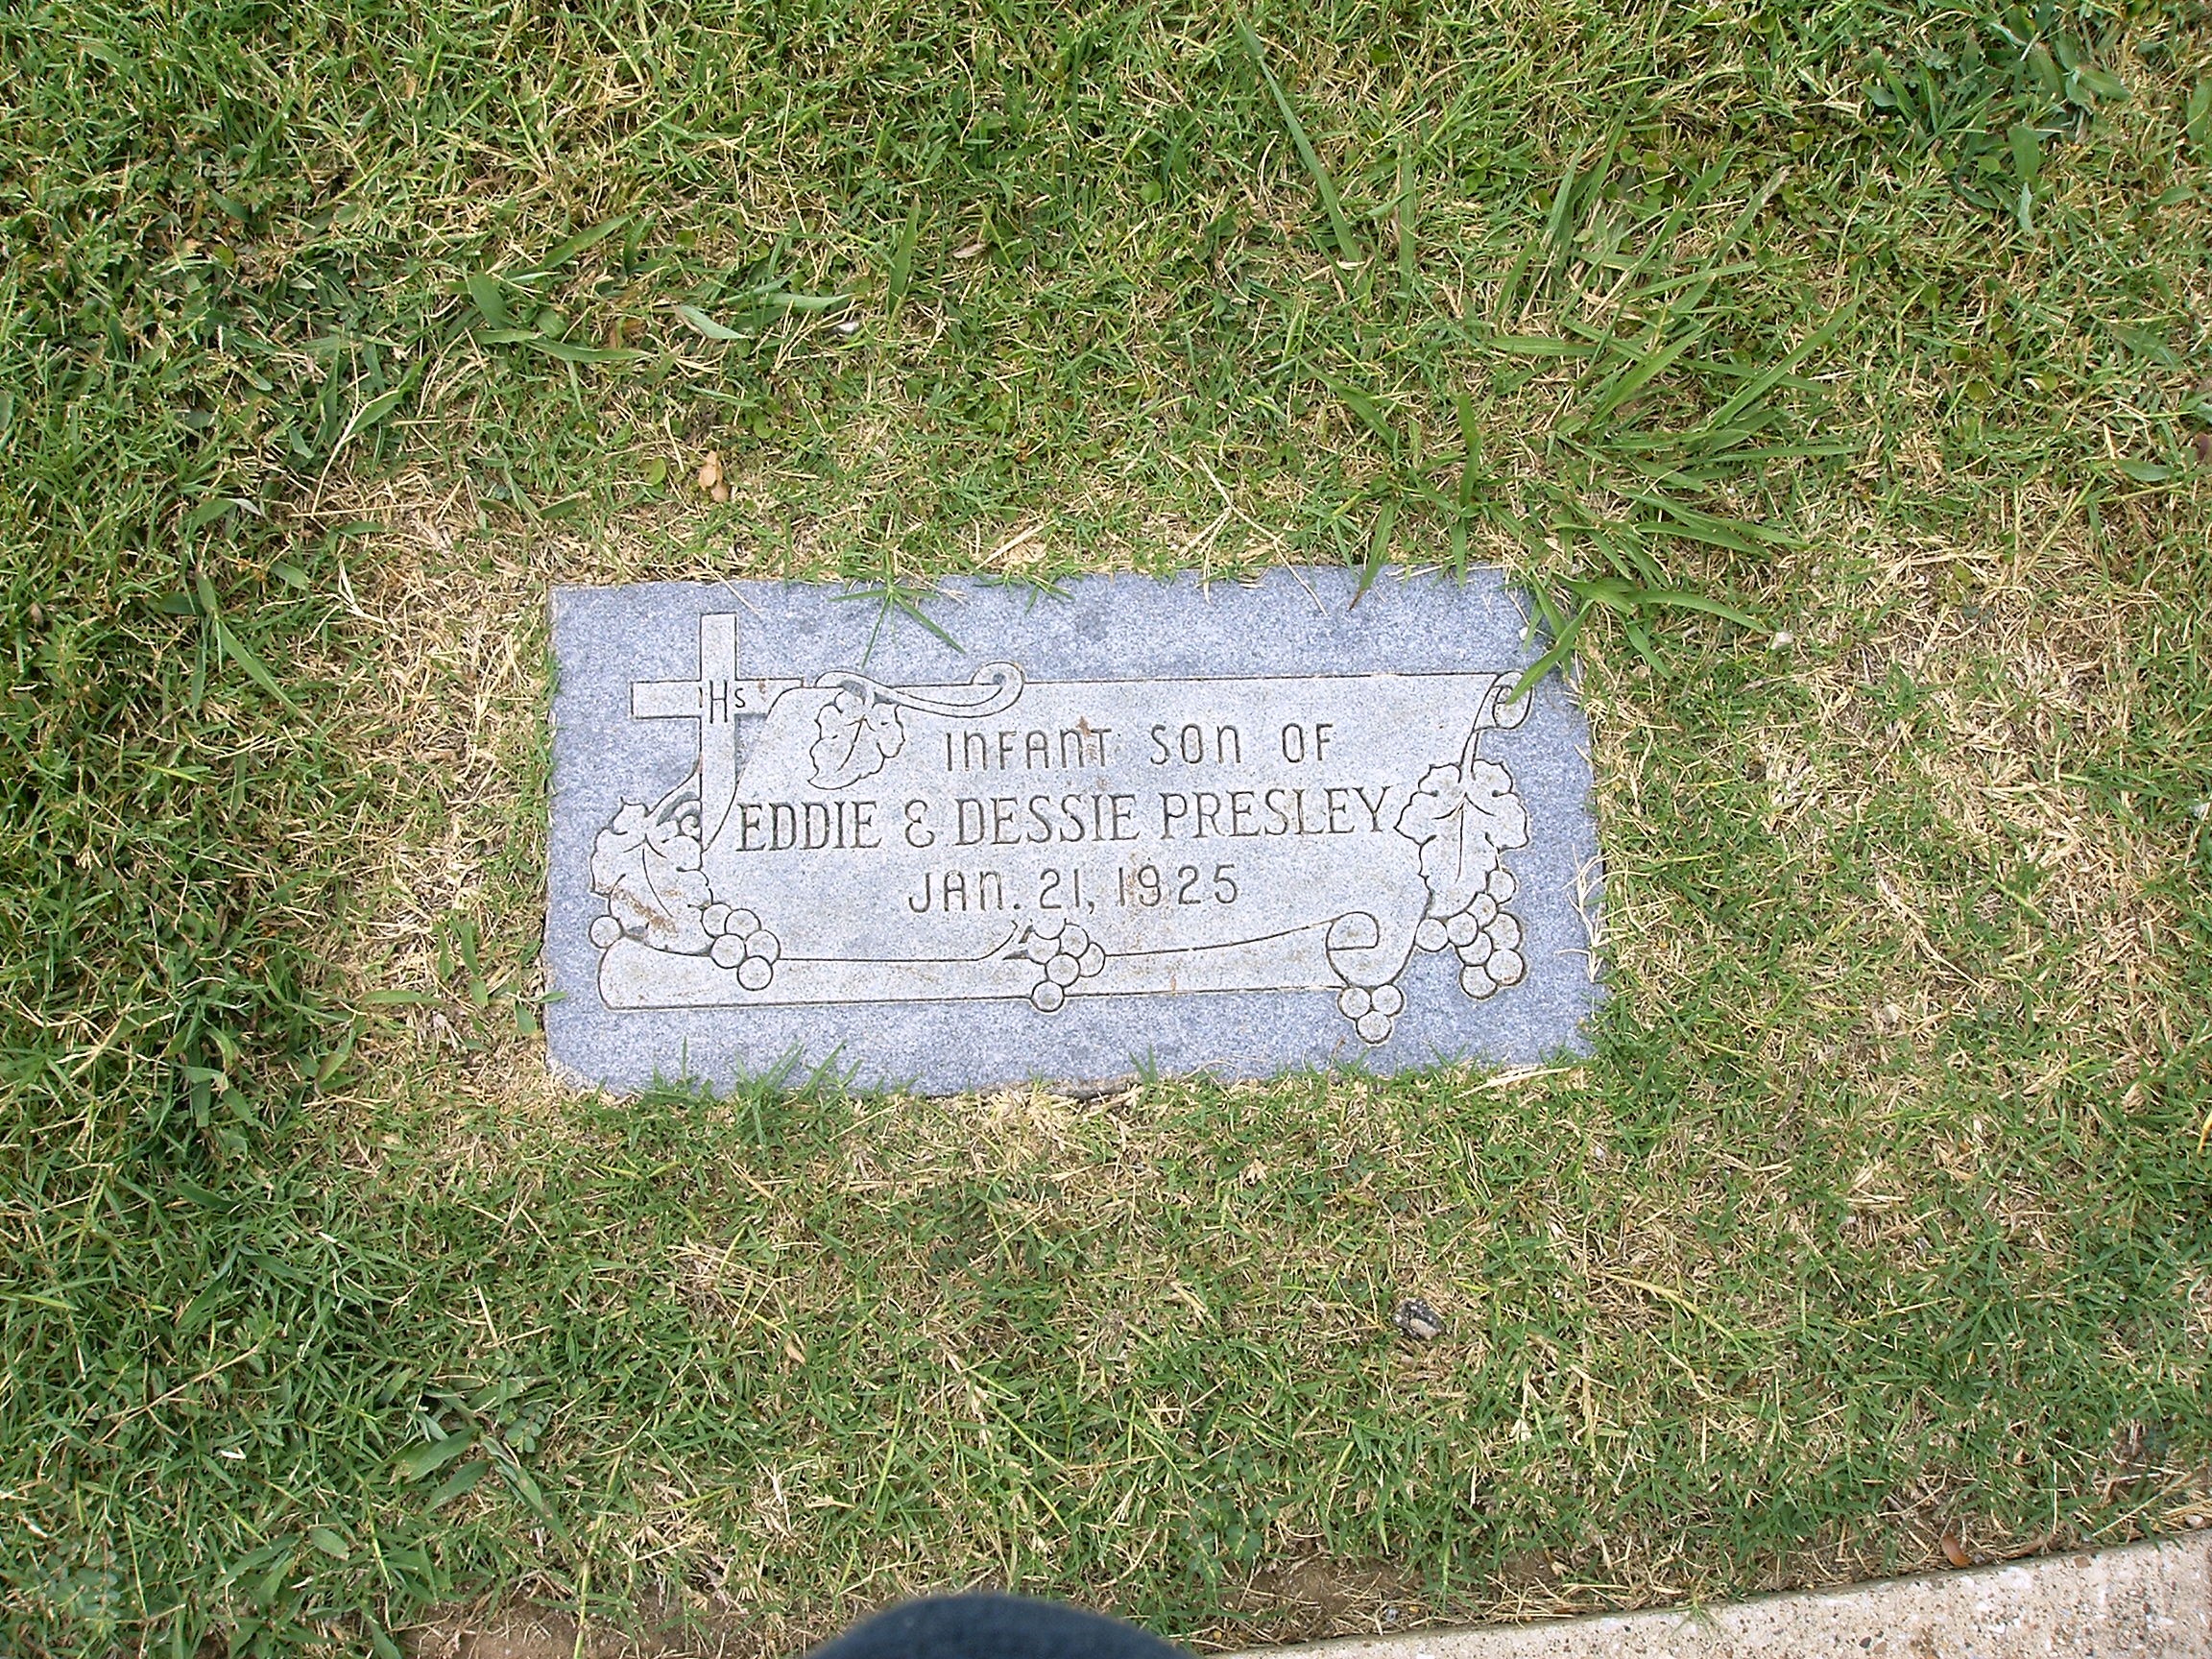 IHS
INFANT SON OF
EDDIE & DESSIE PRESLEY
JAN. 21, 1925